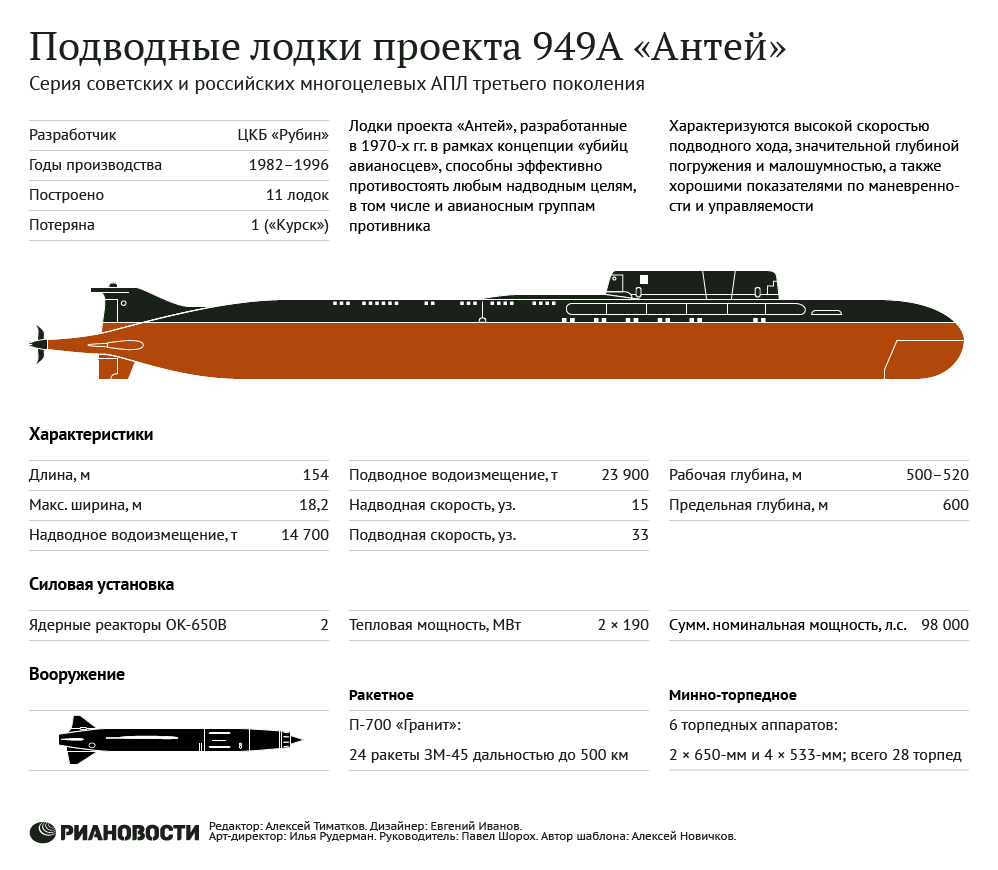 Подводные лодки проекта 949А «Антей»
Серия советских и российских многоцелевых АПЛ третьего поколения
Разработчик ЦКБ «Рубин»
Годы производства 1982–1996
Построено 11 лодок
Потеряна 1 («Курск»)
Лодки проекта «Антей», разработанные
в 1970-х гг. в рамках концепции «убийц
авианосцев», способны эффективно
противостоять любым надводным целям,
в том числе и авианосным группам
противника
Характеризуются высокой скоростью
подводного хода, значительной глубиной
погружения и малошумностью, а также
хорошими показателями по маневренно-
сти и управляемости
Характеристики
Длина, м 154
Макс. ширина, м 18,2
Надводное водоизмещение, т 14 700
Подводное водоизмещение, т 23 900
Надводная скорость, уз. 15
Подводная скорость, уз. 33
Рабочая глубина, м 500–520
Предельная глубина, м 600
Силовая установка
Ядерные реакторы ОК-650В 2
Тепловая мощность, МВт 2 × 190
Сумм. номинальная мощность, л.с. 98 000
Вооружение
Ракетное
П-700 «Гранит»:
24 ракеты ЗМ-45 дальностью до 500 км
Минно-торпедное
6 торпедных аппаратов:
2 × 650-мм и 4 × 533-мм; всего 28 торпед
РИАНОВОСТИ
Редактор: Алексей Тиматков. Дизайнер: Евгений Иванов.
Арт-директор: Илья Рудерман. Руководитель: Павел Шорох. Автор шаблона: Алексей Новичков.